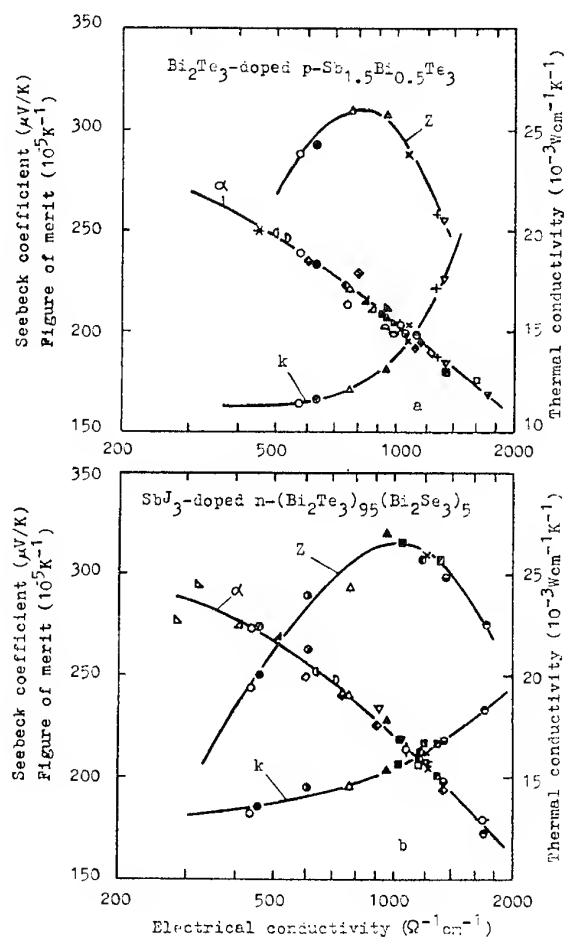 350
300
250
200
150
Seebeck coefficient (μV/K)
Figure of merit (10⁻⁵K⁻¹)
Bi₂Te₃-doped p-Sb₁.₅Bi₀.₅Te₃
Z
α
k
a
25
20
15
10
Thermal conductivity (10⁻³Wcm⁻¹K⁻¹)
200 500 1000 2000
350
300
250
200
150
Seebeck coefficient (μV/K)
Figure of merit (10⁻⁵K⁻¹)
SbJ₃-doped n-(Bi₂Te₃)₉₅(Bi₂Se₃)₅
Z
α
k
b
25
20
15
10
Thermal conductivity (10⁻³Wcm⁻¹K⁻¹)
200 500 1000 2000
Electrical conductivity (Ω⁻¹cm⁻¹)